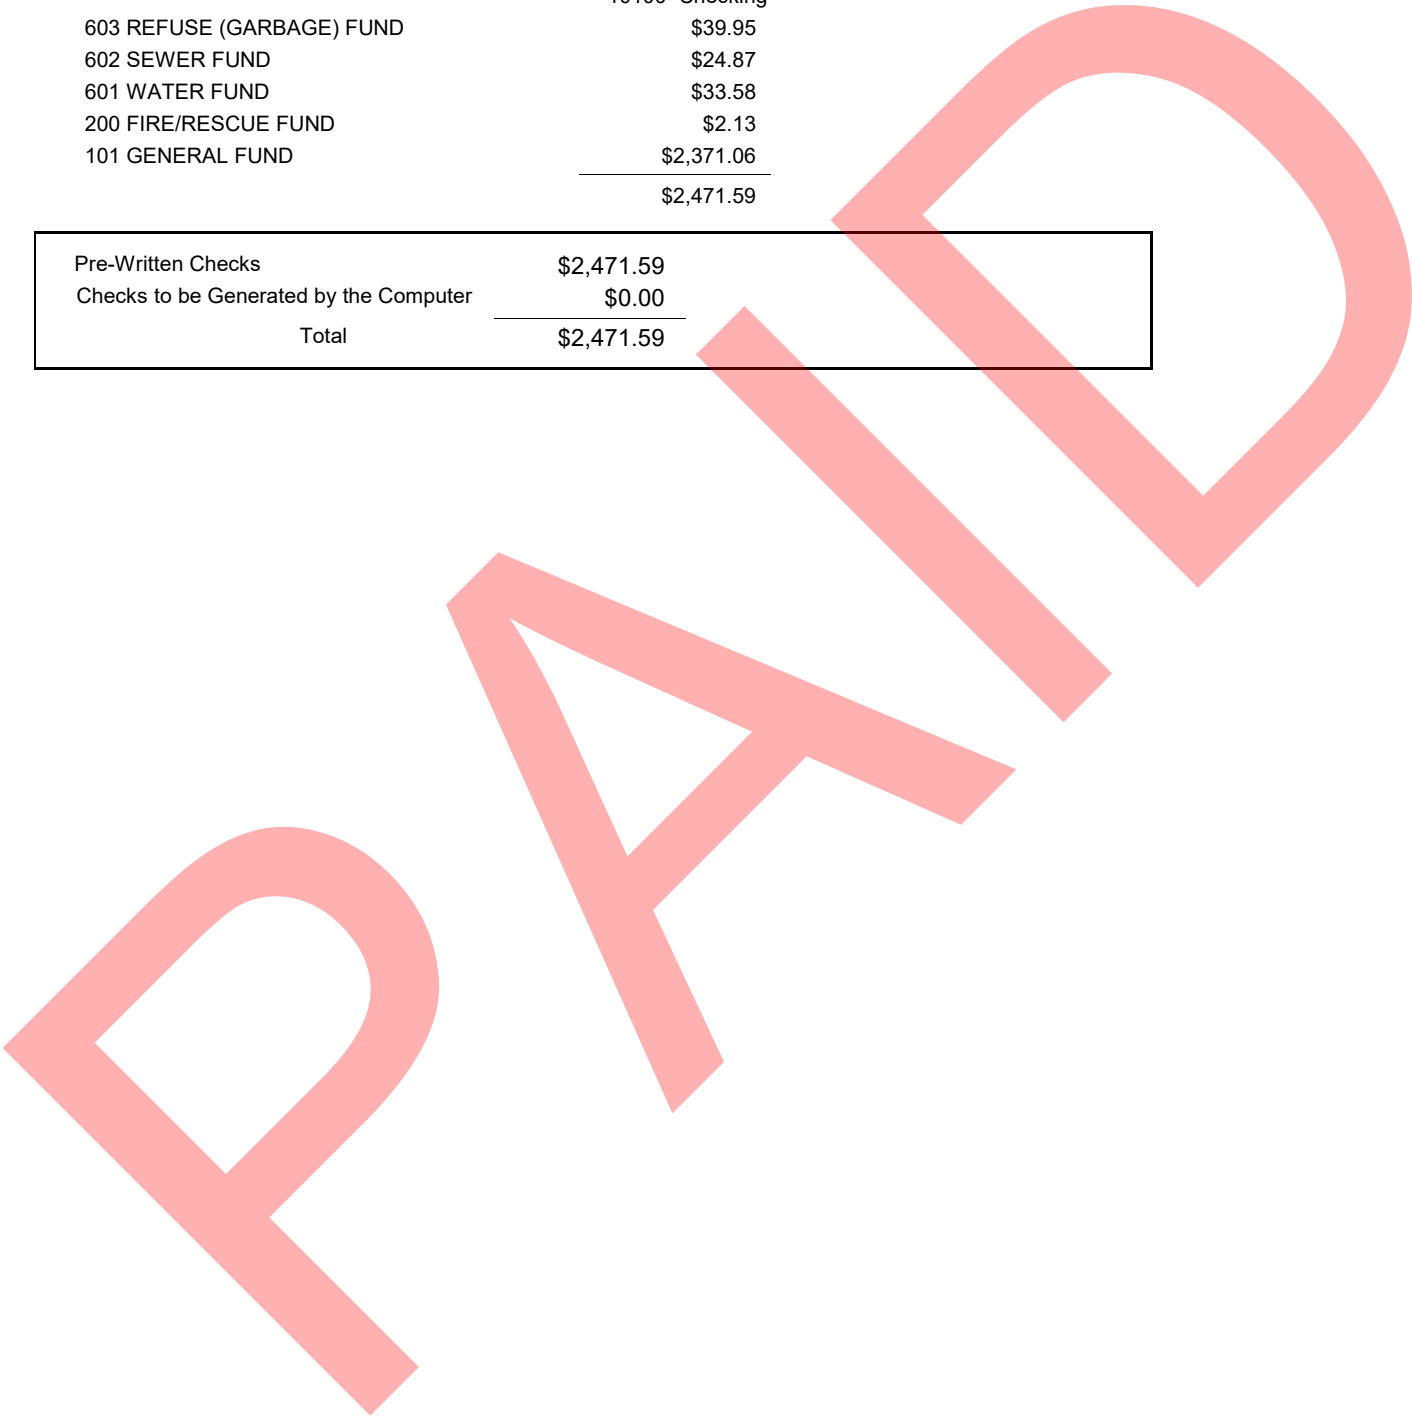 Checking
603 REFUSE (GARBAGE) FUND $39.95
602 SEWER FUND $24.87
601 WATER FUND $33.58
200 FIRE/RESCUE FUND $2.13
101 GENERAL FUND $2,371.06
$2,471.59
Pre-Written Checks $2,471.59
Checks to be Generated by the Computer $0.00
Total $2,471.59
PAID